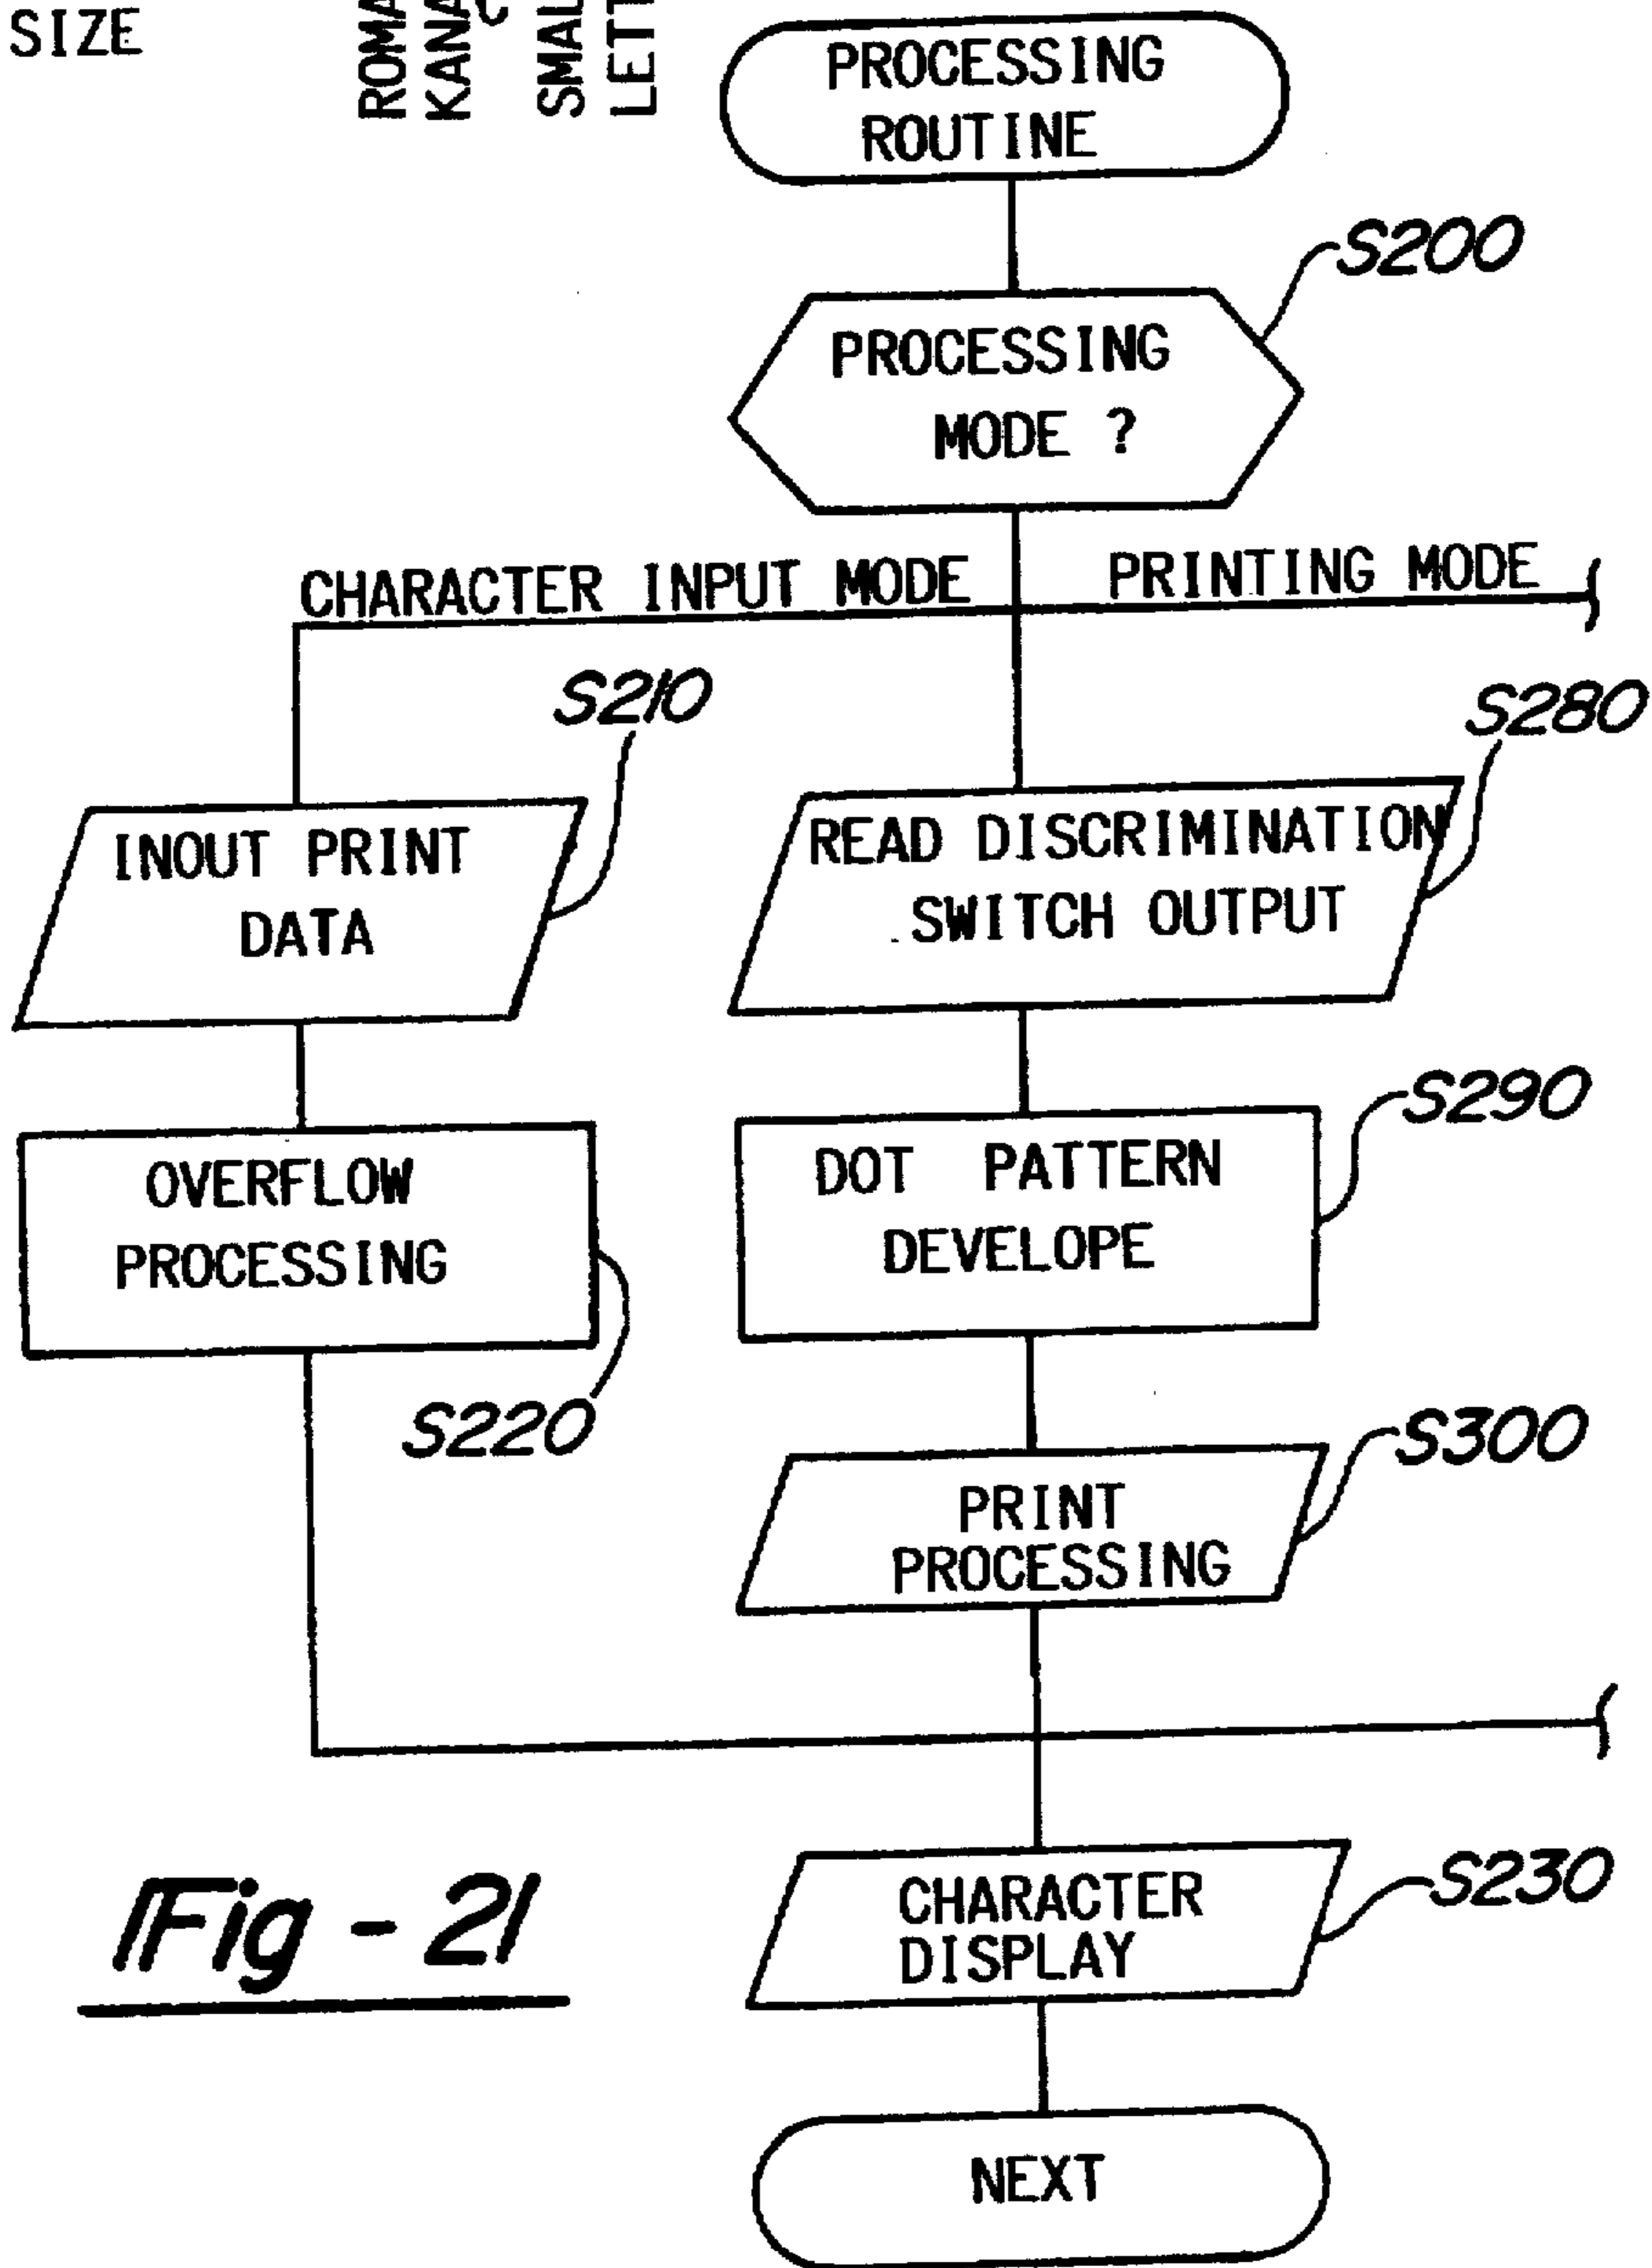 SIZE
PROCESSING
ROUTINE
S200
PROCESSING
MODE ?
CHARACTER INPUT MODE
PRINTING MODE
S210
S280
INOUT PRINT
DATA
READ DISCRIMINATION
SWITCH OUTPUT
S290
OVERFLOW
PROCESSING
DOT PATTERN
DEVELOPE
S220
S300
PRINT
PROCESSING
Fig - 21
CHARACTER
DISPLAY
S230
NEXT